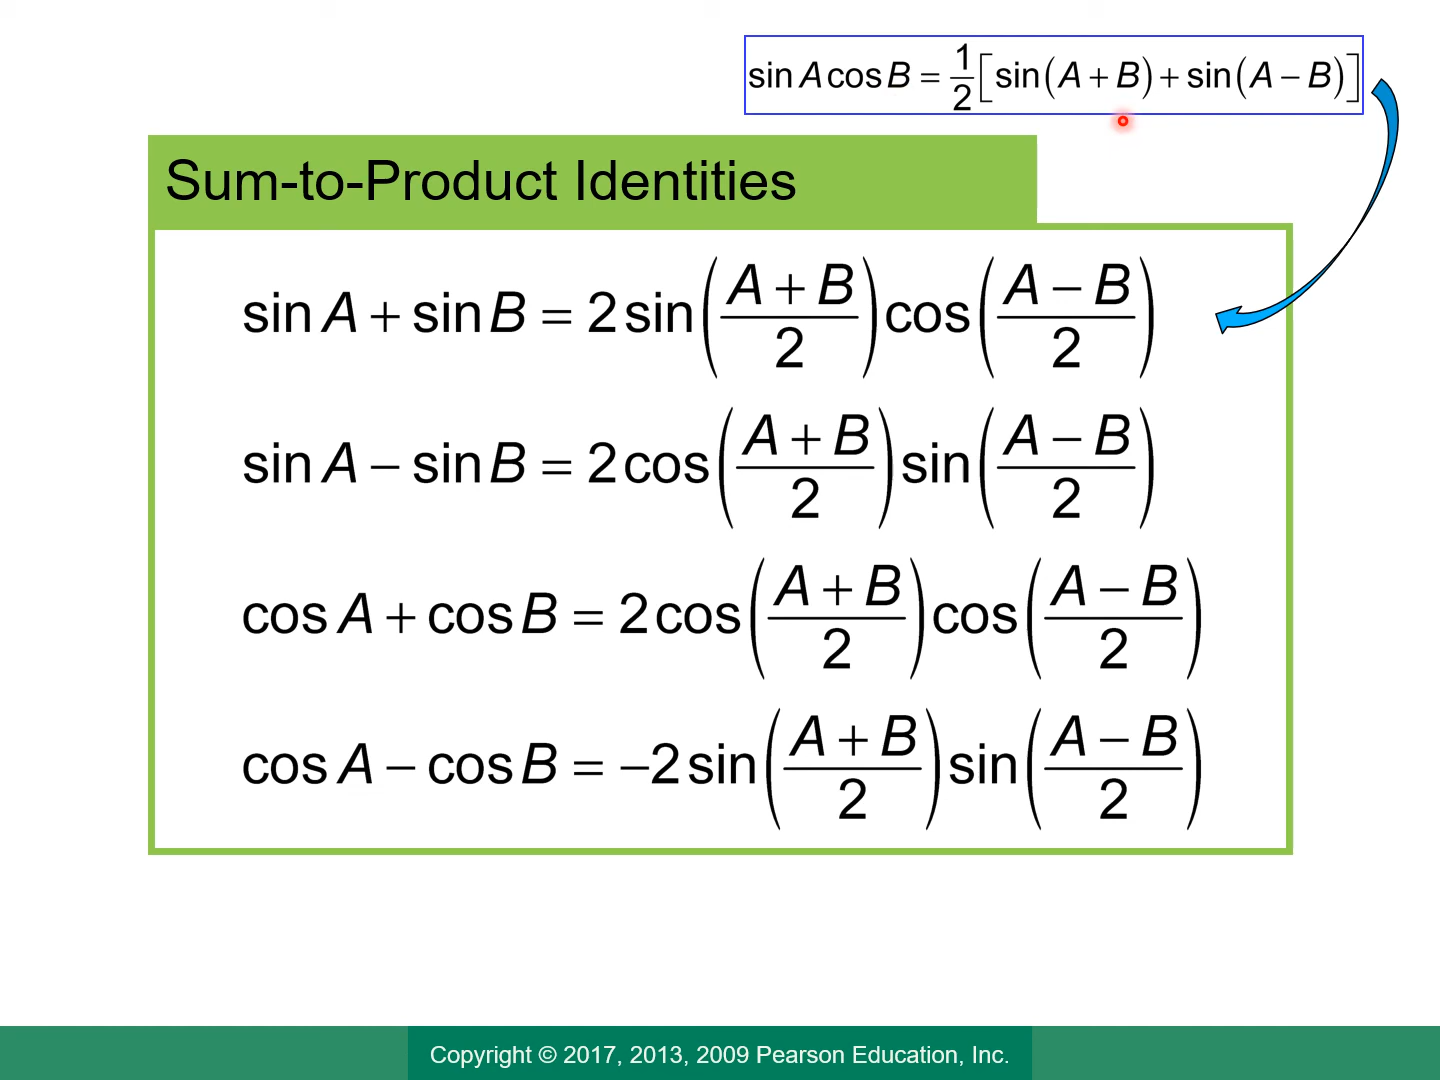 sin A cos B = 1/2 [sin(A + B) + sin(A − B)]
Sum-to-Product Identities
sin A + sin B = 2 sin((A + B)/2) cos((A − B)/2)
sin A − sin B = 2 cos((A + B)/2) sin((A − B)/2)
cos A + cos B = 2 cos((A + B)/2) cos((A − B)/2)
cos A − cos B = −2 sin((A + B)/2) sin((A − B)/2)
Copyright © 2017, 2013, 2009 Pearson Education, Inc.